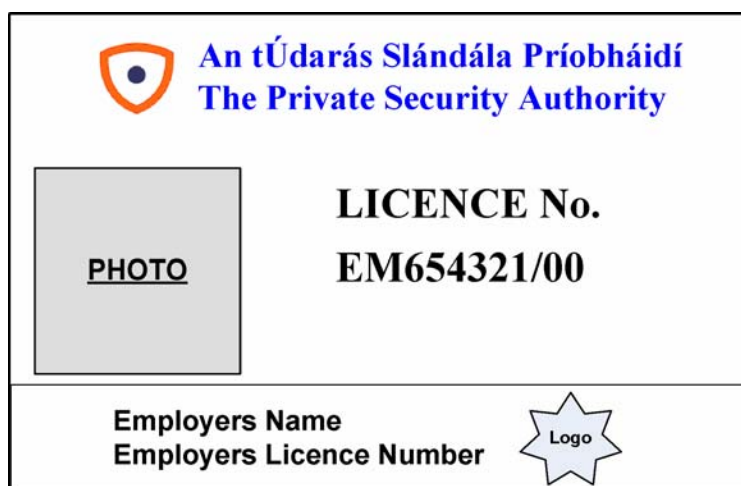 An tÚdarás Slándála Príobháidí
The Private Security Authority
LICENCE No.
EM654321/00
PHOTO
Employers Name
Employers Licence Number
Logo